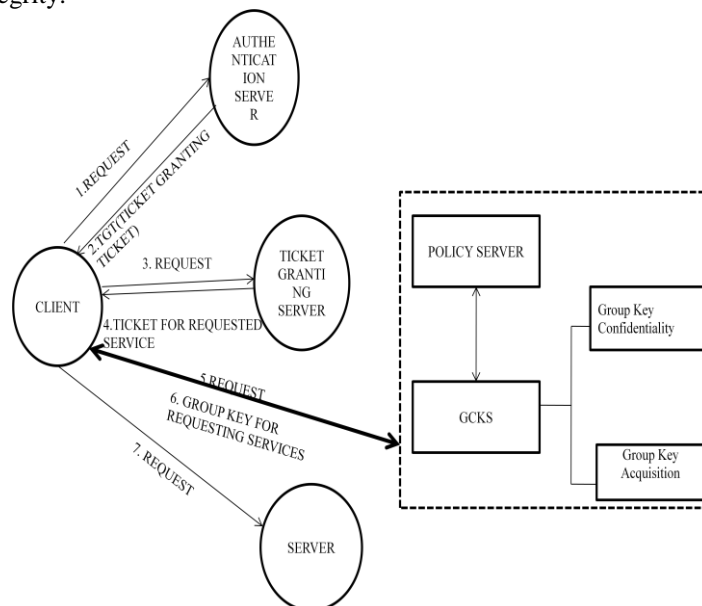 egrity.
AUTHE
NTICAT
ION
SERVE
R
1.REQUEST
2.TGT(TICKET GRANTING
TICKET)
3. REQUEST
TICKET
GRANTI
NG
SERVER
CLIENT
4.TICKET FOR REQUESTED
SERVICE
5.REQUEST
6. GROUP KEY FOR
REQUESTING SERVICES
7. REQUEST
SERVER
POLICY SERVER
Group Key
Confidentiality
GCKS
Group Key
Acquisition